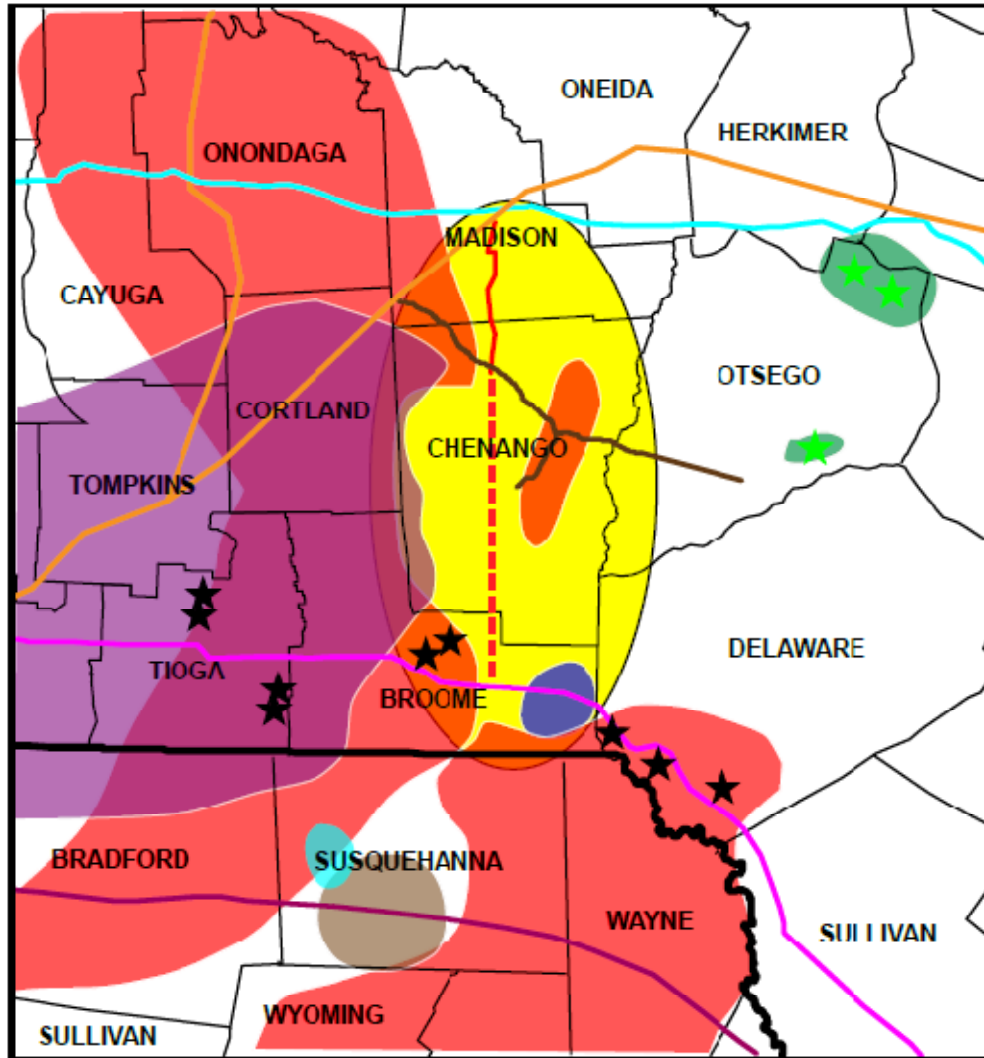 ONEIDA
HERKIMER
ONONDAGA
MADISON
CAYUGA
OTSEGO
CORTLAND
CHENANGO
TOMPKINS
DELAWARE
TIOGA
BROOME
BRADFORD
SUSQUEHANNA
WAYNE
SULLIVAN
WYOMING
SULLIVAN